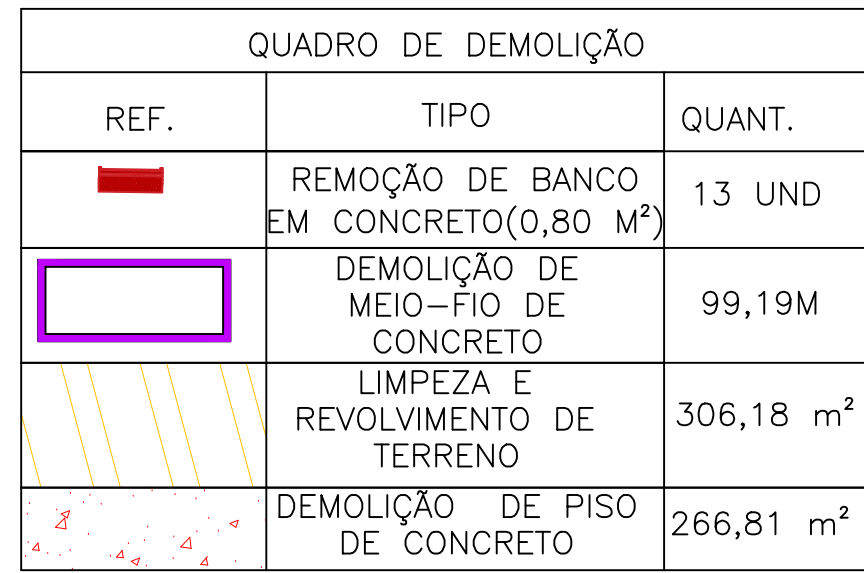 QUADRO DE DEMOLIÇÃO
REF.
TIPO
QUANT.
REMOÇÃO DE BANCO
EM CONCRETO(0,80 M²)
13 UND
DEMOLIÇÃO DE
MEIO-FIO DE
CONCRETO
99,19M
LIMPEZA E
REVOLVIMENTO DE
TERRENO
306,18 m²
DEMOLIÇÃO DE PISO
DE CONCRETO
266,81 m²